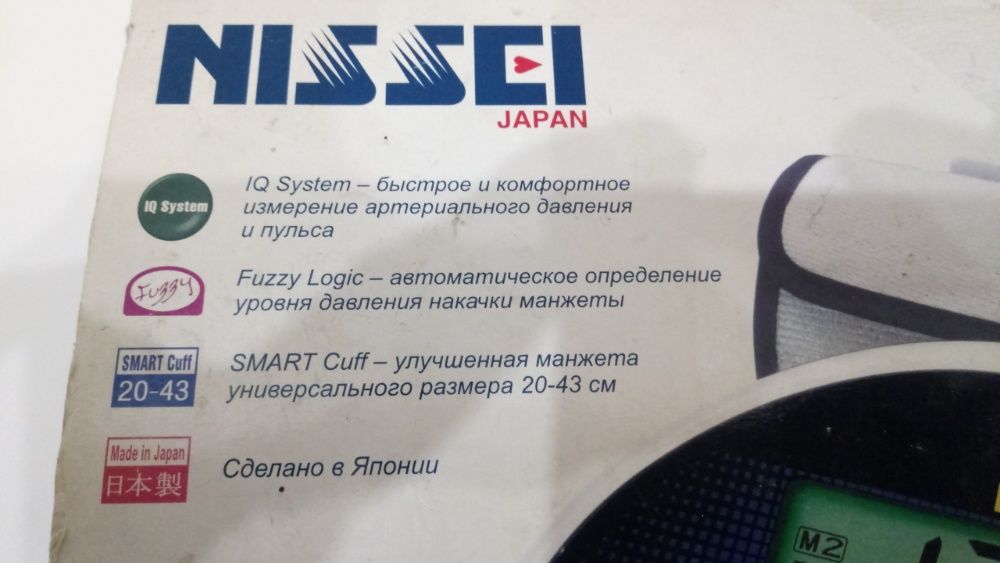 NISSEI
JAPAN
IQ System
IQ System – быстрое и комфортное
измерение артериального давления
и пульса
Fuzzy
Fuzzy Logic – автоматическое определение
уровня давления накачки манжеты
SMART Cuff
20-43
SMART Cuff – улучшенная манжета
универсального размера 20-43 см
Made in Japan
日本製
Сделано в Японии
M2